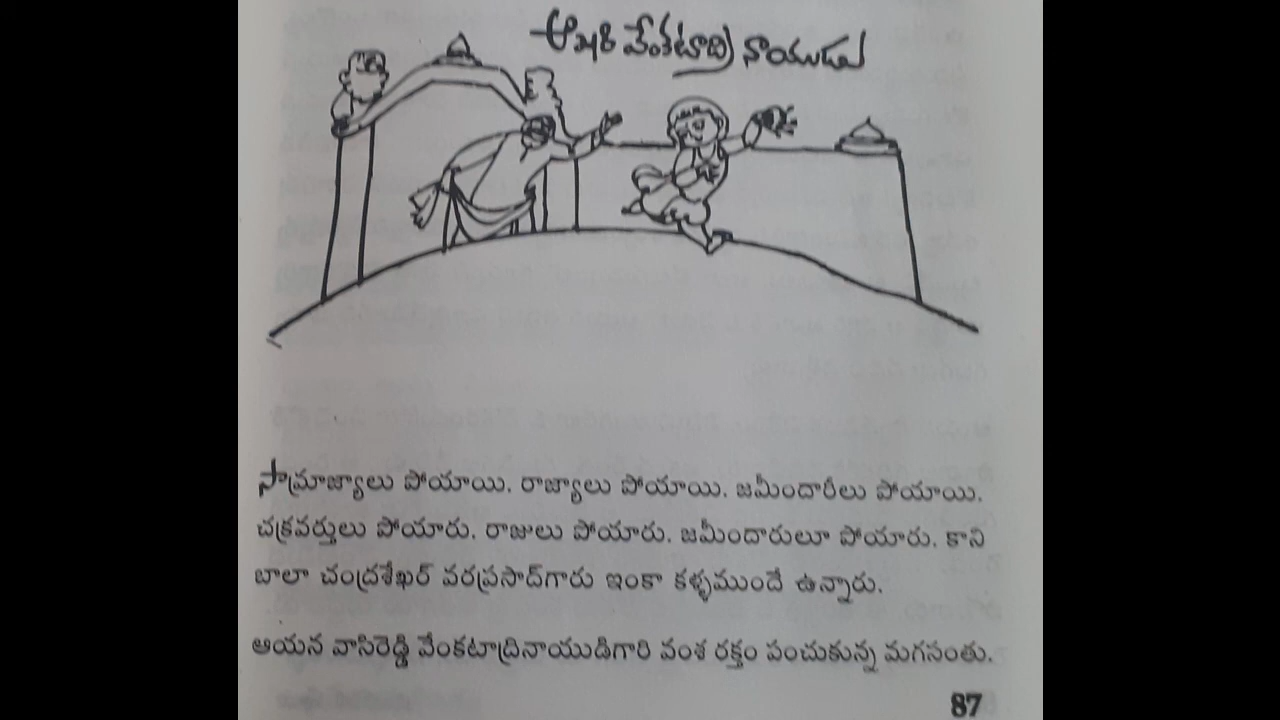 ఆఖరి వేంకటాద్రి నాయుడు
సామ్రాజ్యాలు పోయాయి. రాజ్యాలు పోయాయి. జమీందారీలు పోయాయి.
చక్రవర్తులు పోయారు. రాజులు పోయారు. జమీందారులూ పోయారు. కాని
బాలా చంద్రశేఖర్ వరప్రసాద్‌గారు ఇంకా కళ్ళముందే ఉన్నారు.
ఆయన వాసిరెడ్డి వేంకటాద్రినాయుడిగారి వంశ రక్తం పంచుకున్న మగసంతు.
87